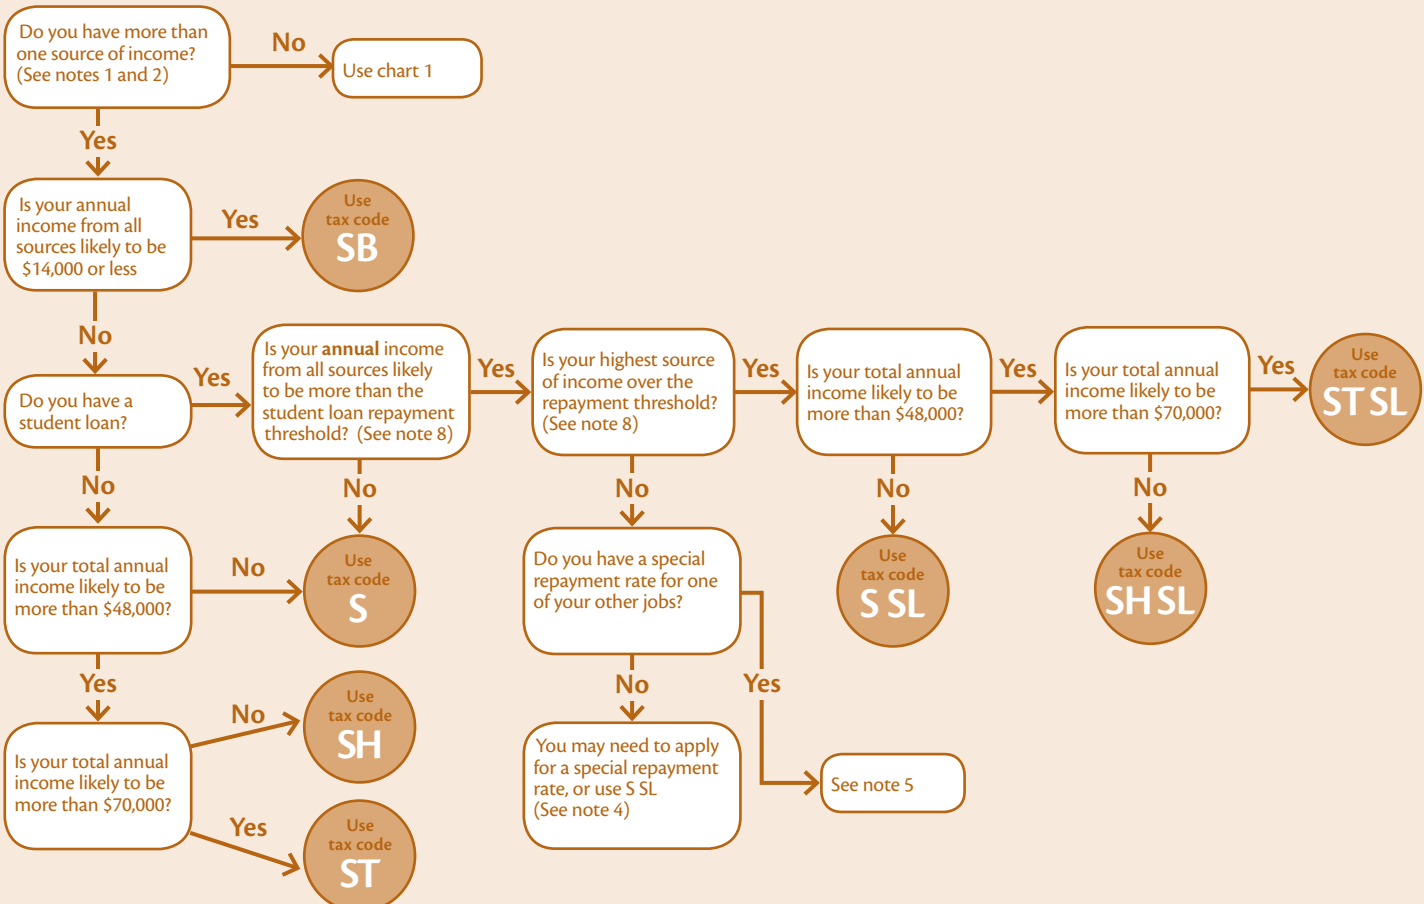 Do you have more than
one source of income?
(See notes 1 and 2)
No
Use chart 1
Yes
Is your annual
income from all
sources likely to be
$14,000 or less
Yes
Use
tax code
SB
No
Do you have a
student loan?
Yes
Is your annual income
from all sources likely
to be more than the
student loan repayment
threshold? (See note 8)
Yes
Is your highest source
of income over the
repayment threshold?
(See note 8)
Yes
Is your total annual
income likely to be
more than $48,000?
Yes
Is your total annual
income likely to be
more than $70,000?
Yes
Use
tax code
ST SL
No
No
No
No
No
Is your total annual
income likely to be
more than $48,000?
No
Use
tax code
S
Do you have a special
repayment rate for one
of your other jobs?
Use
tax code
S SL
Use
tax code
SH SL
Yes
No
Yes
Is your total annual
income likely to be
more than $70,000?
No
Use
tax code
SH
Yes
Use
tax code
ST
You may need to apply
for a special repayment
rate, or use S SL
(See note 4)
See note 5